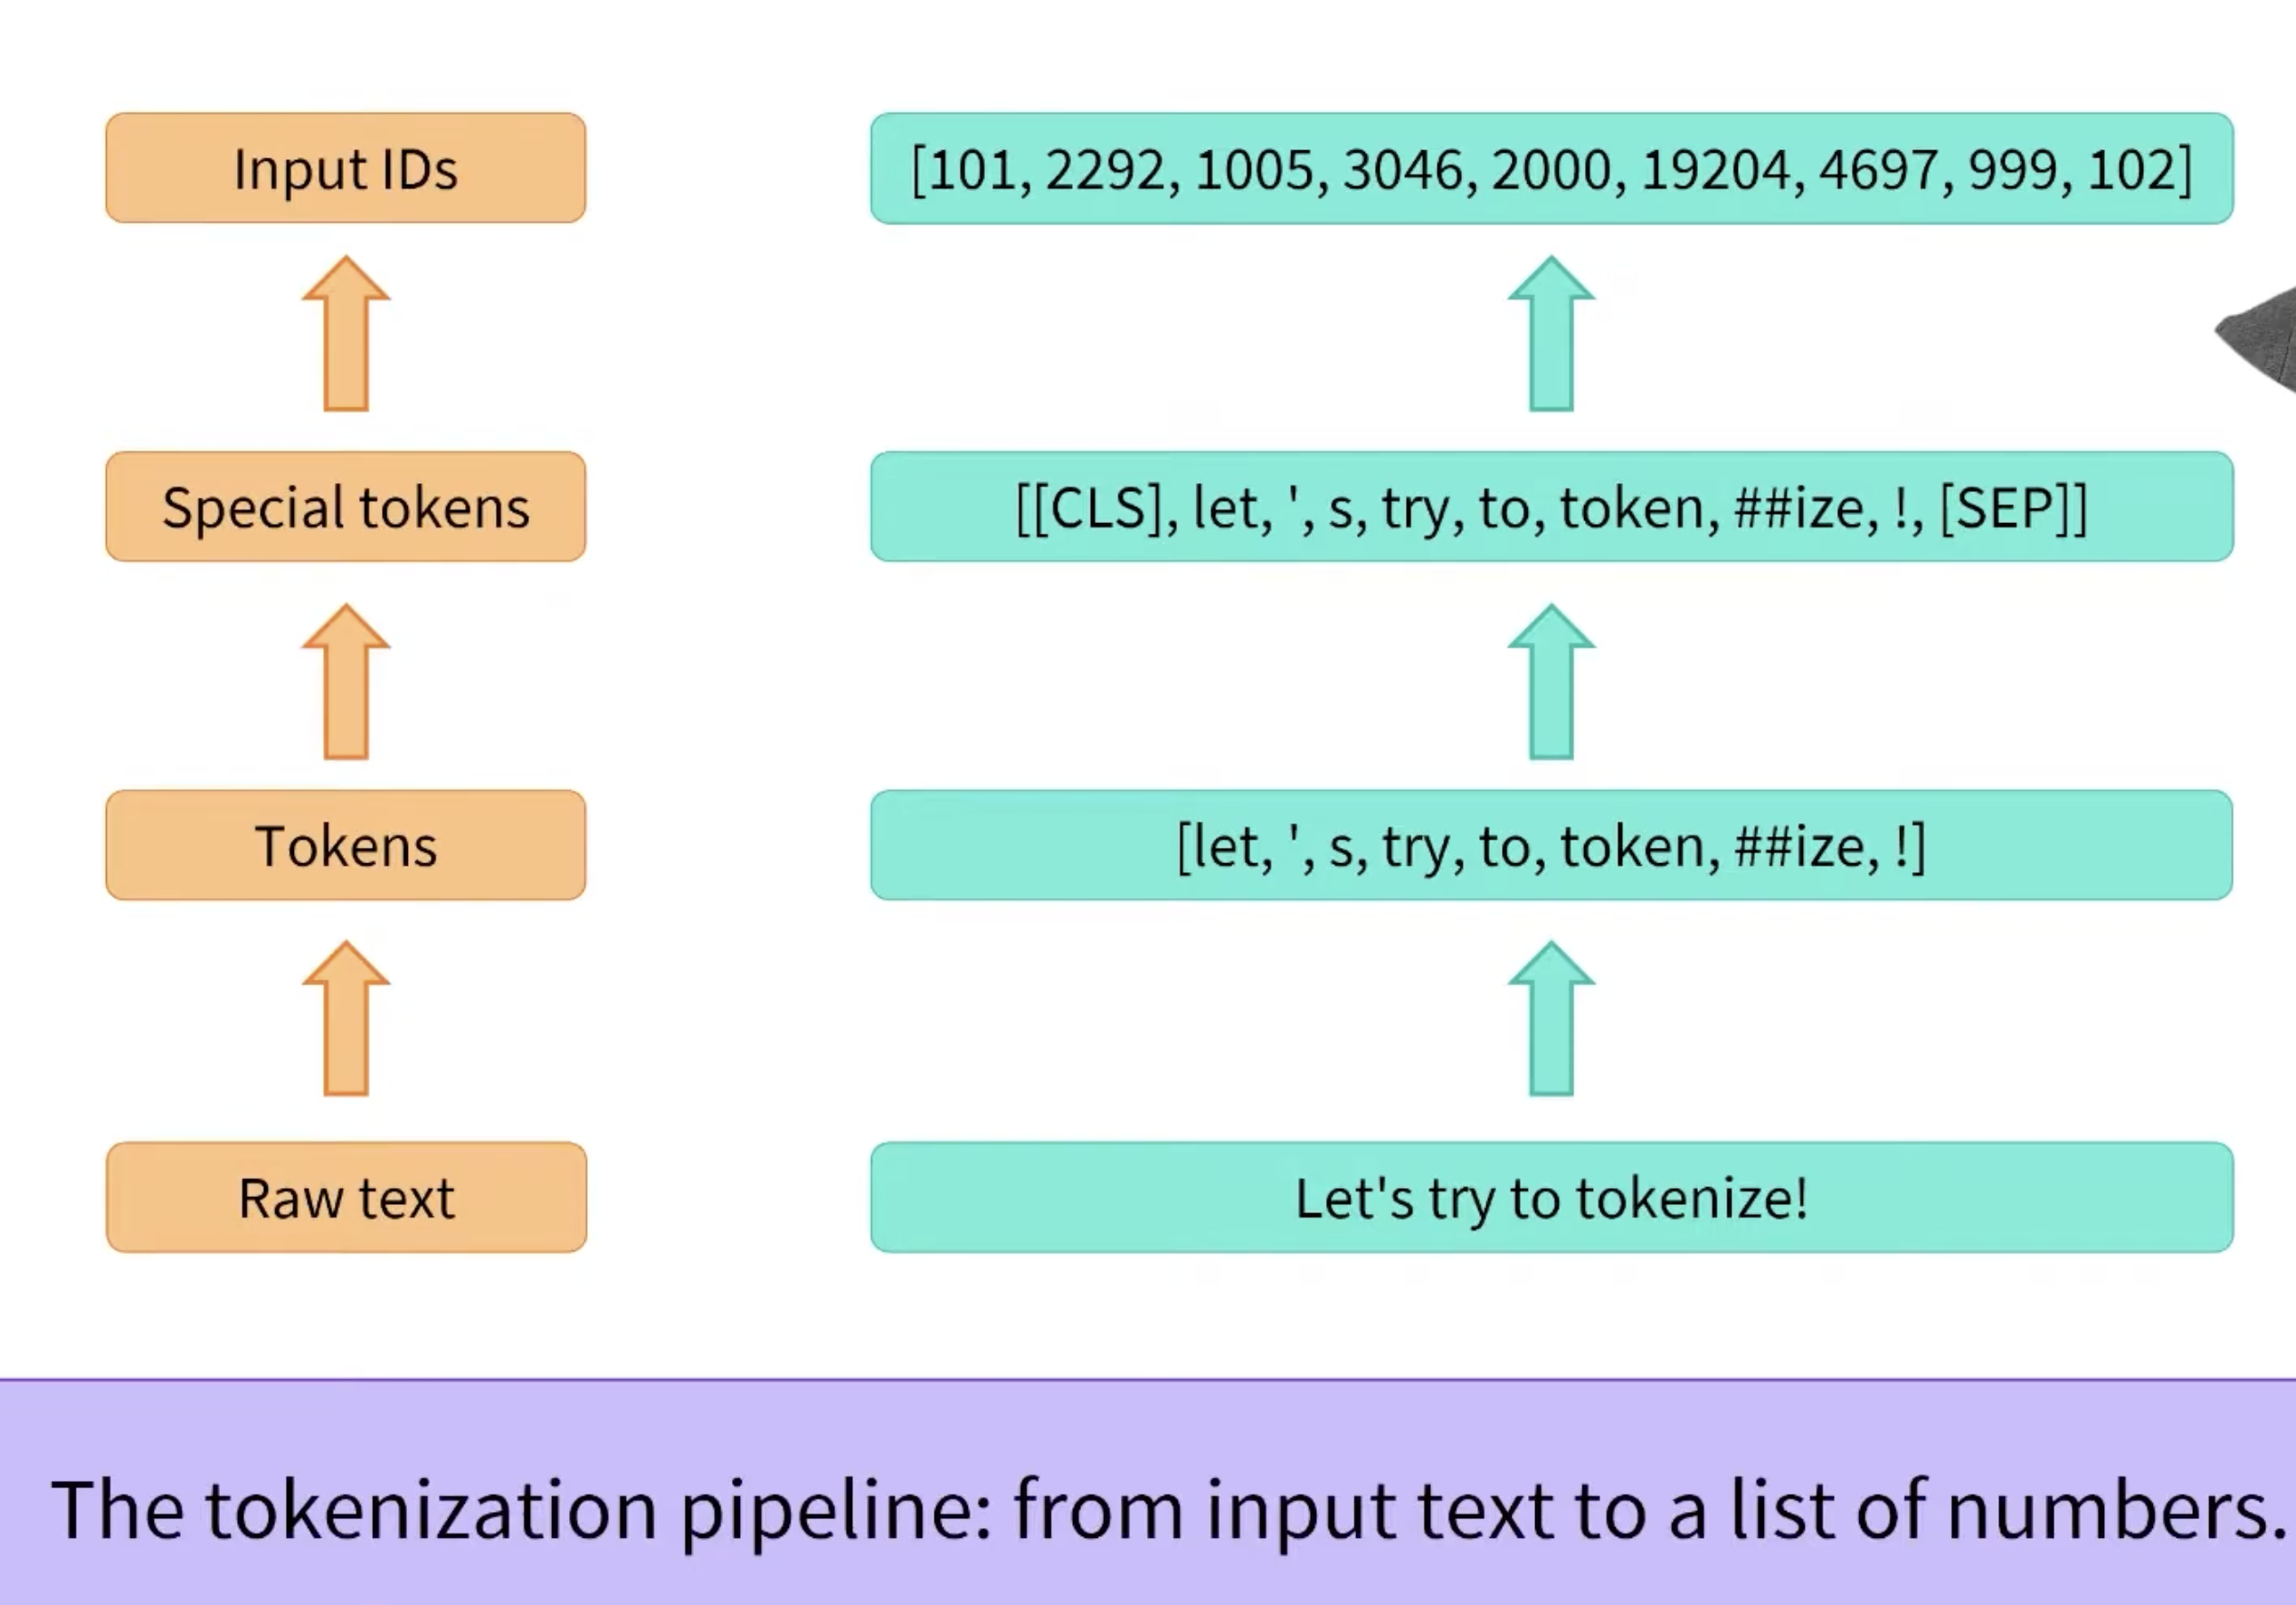 Input IDs
[101, 2292, 1005, 3046, 2000, 19204, 4697, 999, 102]
Special tokens
[[CLS], let, ', s, try, to, token, ##ize, !, [SEP]]
Tokens
[let, ', s, try, to, token, ##ize, !]
Raw text
Let's try to tokenize!
The tokenization pipeline: from input text to a list of numbers.